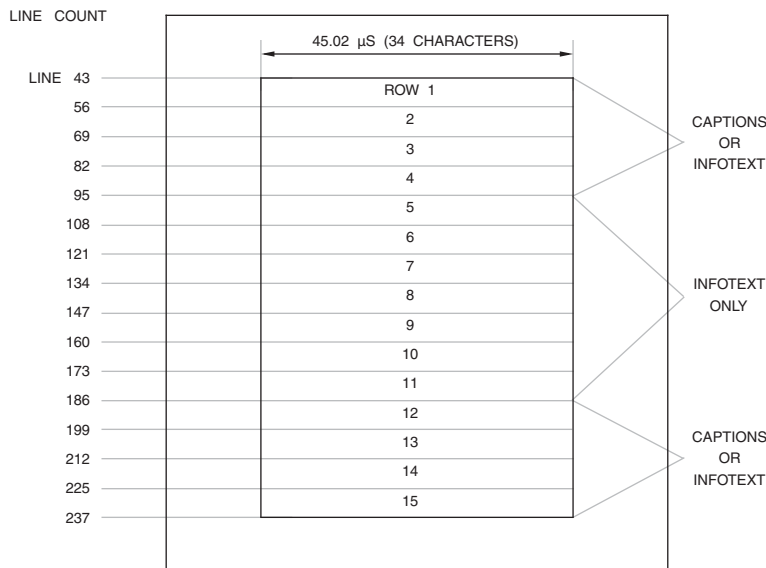 LINE COUNT
45.02 µS (34 CHARACTERS)
LINE 43
ROW 1
56
2
69
3
CAPTIONS
OR
INFOTEXT
82
4
95
5
108
6
121
7
134
8
INFOTEXT
ONLY
147
9
160
10
173
11
186
12
199
13
CAPTIONS
OR
INFOTEXT
212
14
225
15
237